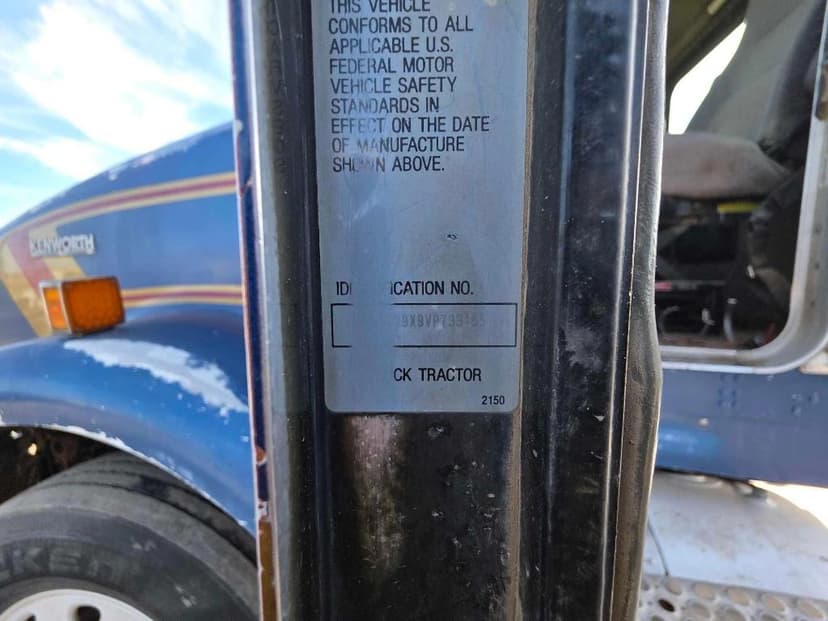 THIS VEHICLE
CONFORMS TO ALL
APPLICABLE U.S.
FEDERAL MOTOR
VEHICLE SAFETY
STANDARDS IN
EFFECT ON THE DATE
OF MANUFACTURE
SHOWN ABOVE.
KENWORTH
NO.
CK TRACTOR
2150